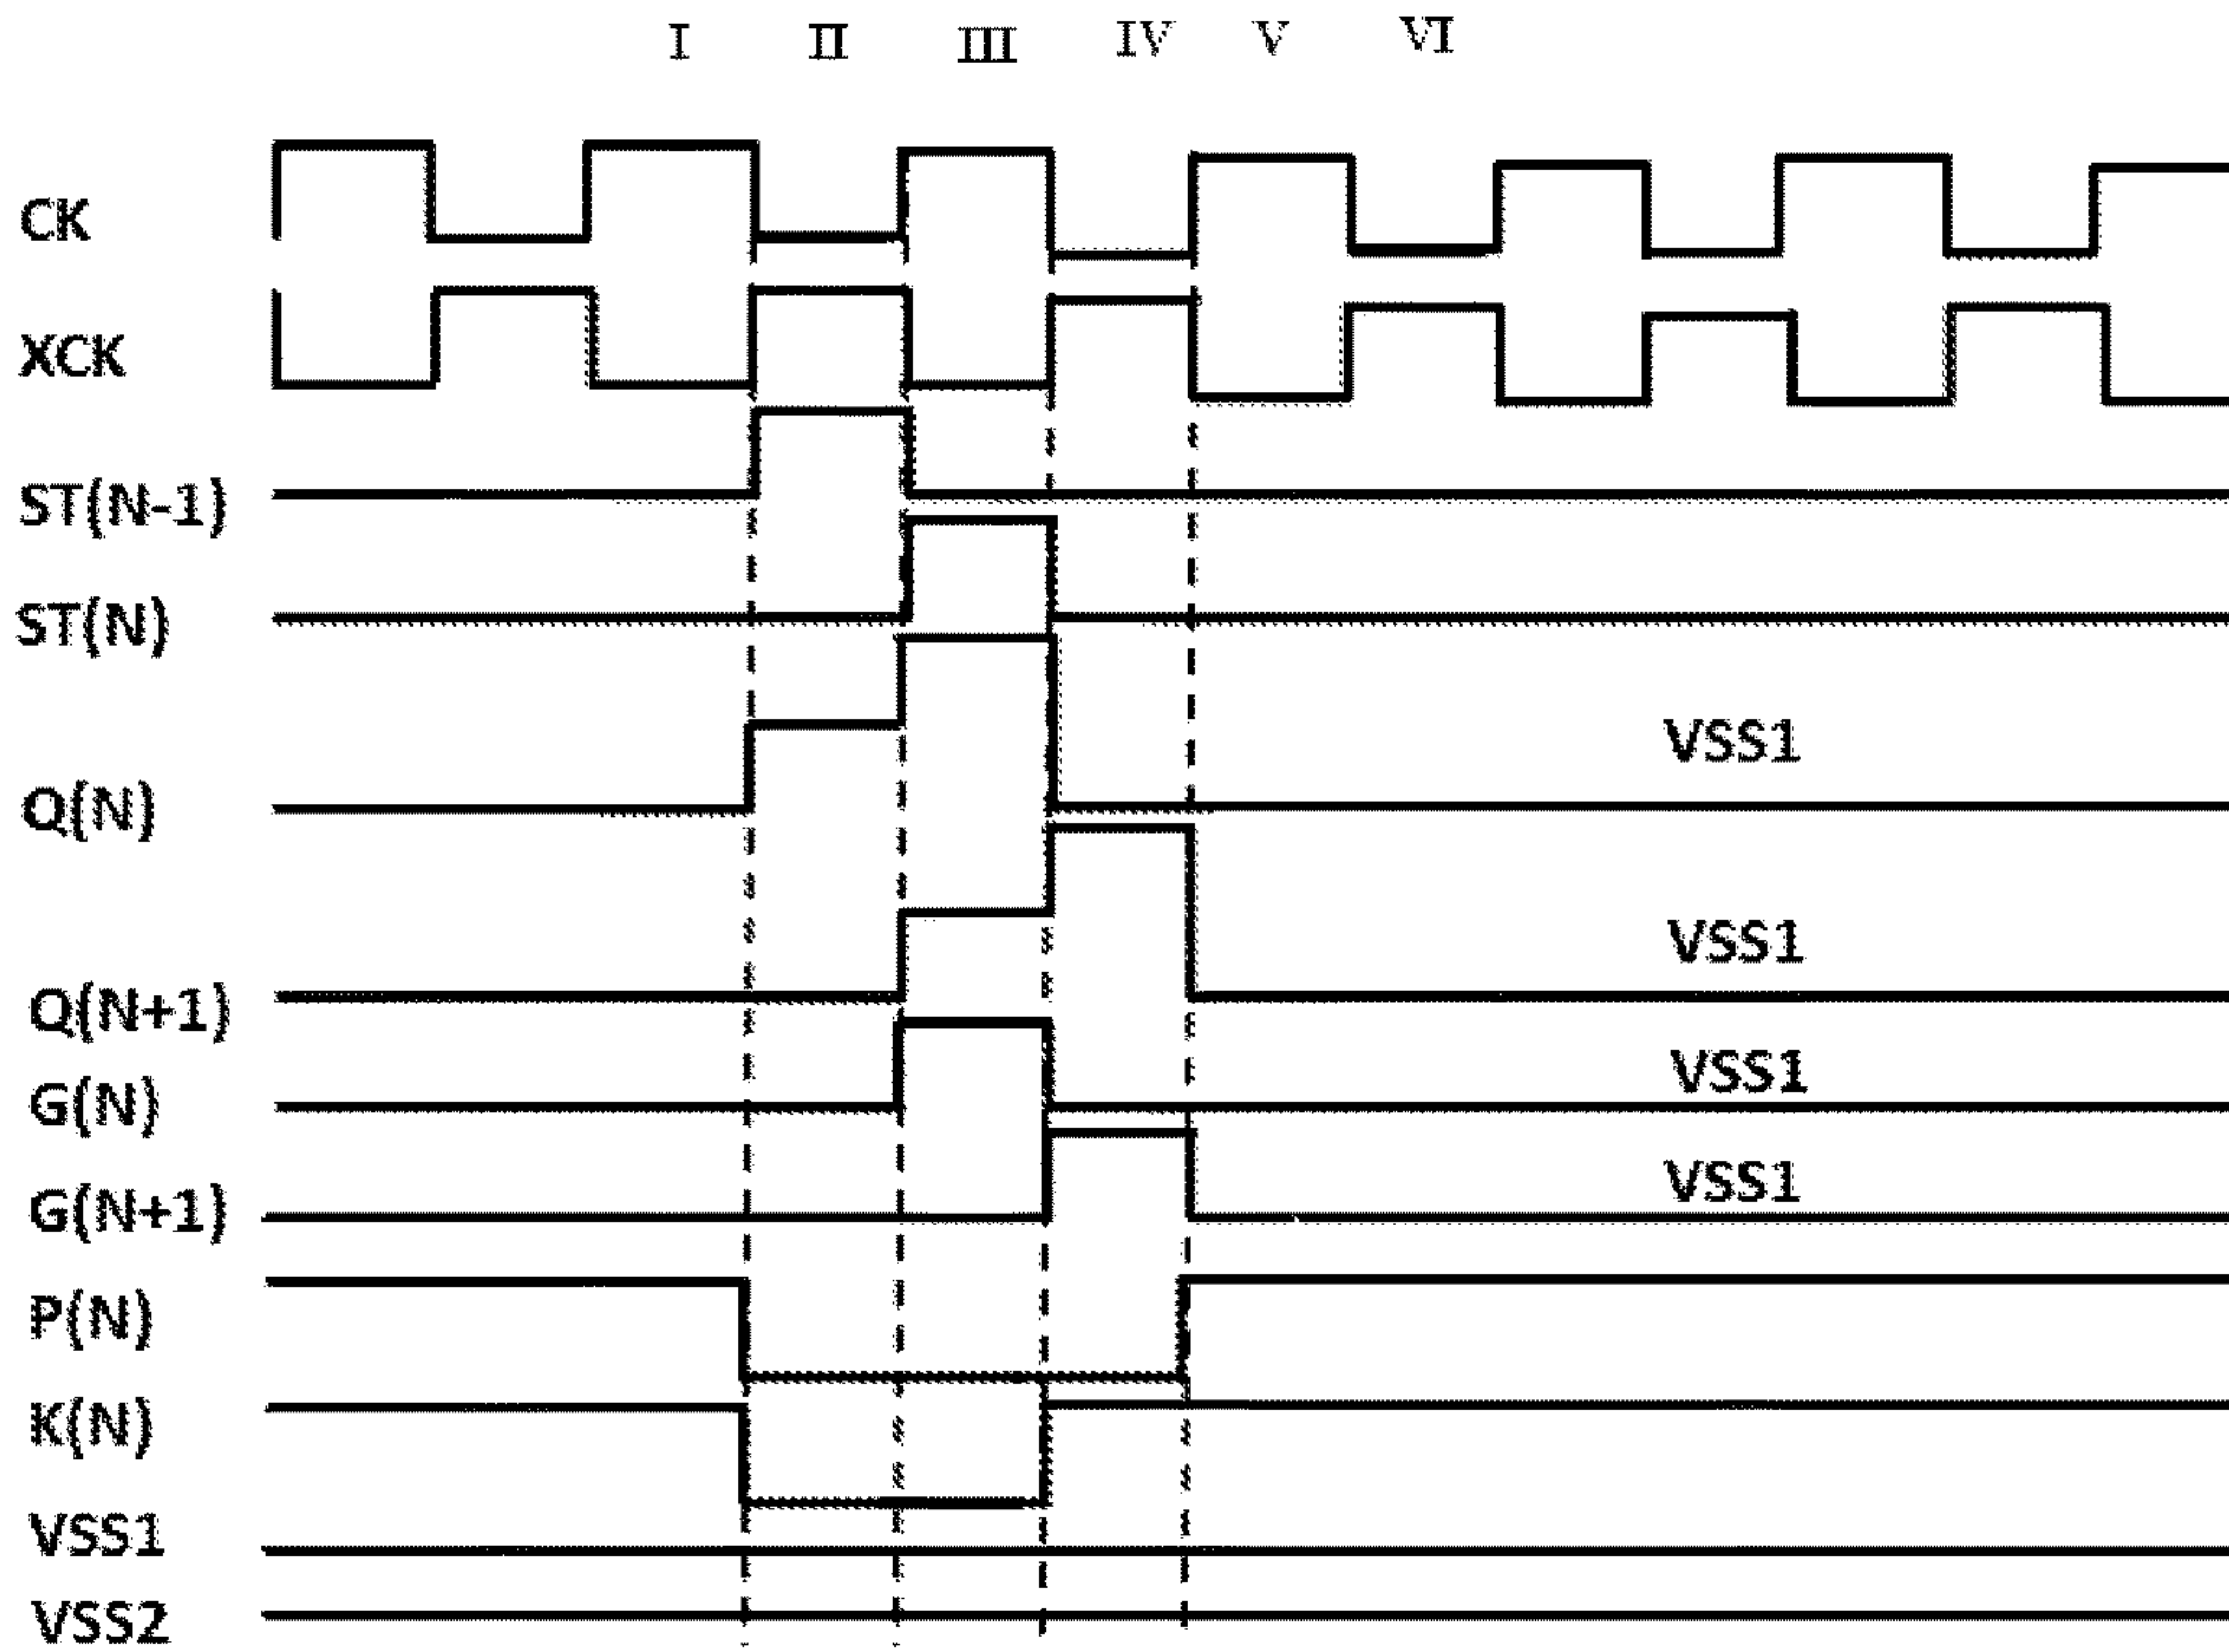 I II III IV V VI
CK
XCK
ST(N-1)
ST(N)
VSS1
Q(N)
VSS1
Q(N+1)
VSS1
G(N)
VSS1
G(N+1)
P(N)
K(N)
VSS1
VSS2